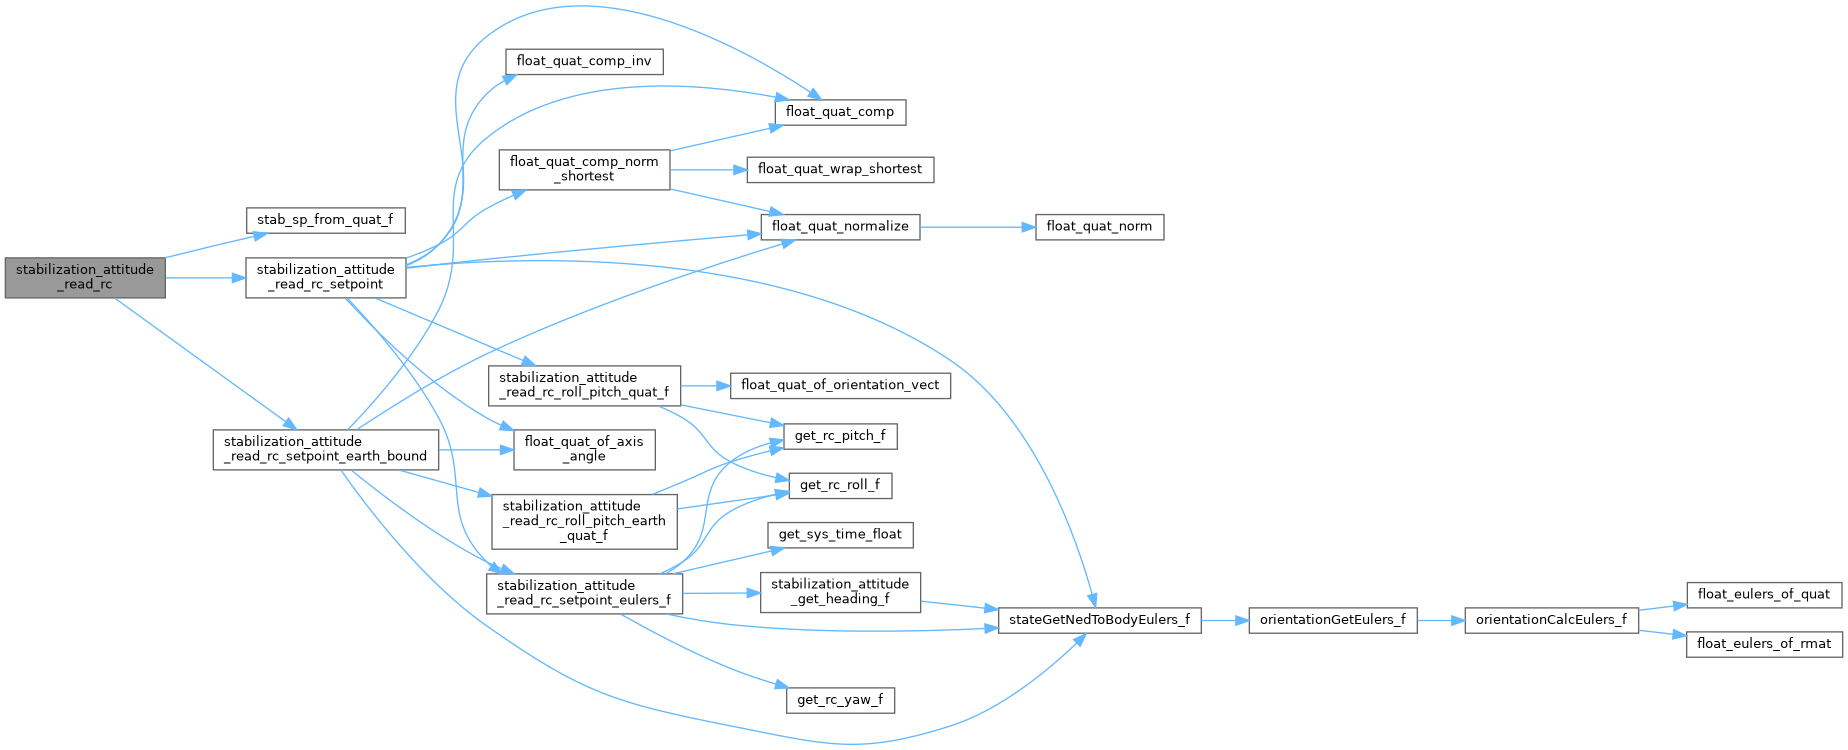 float_quat_comp_inv
float_quat_comp
float_quat_comp_norm
_shortest
float_quat_wrap_shortest
stab_sp_from_quat_f
float_quat_normalize
float_quat_norm
stabilization_attitude
_read_rc
stabilization_attitude
_read_rc_setpoint
stabilization_attitude
_read_rc_roll_pitch_quat_f
float_quat_of_orientation_vect
stabilization_attitude
_read_rc_setpoint_earth_bound
float_quat_of_axis
_angle
get_rc_pitch_f
get_rc_roll_f
stabilization_attitude
_read_rc_roll_pitch_earth
_quat_f
get_sys_time_float
stabilization_attitude
_read_rc_setpoint_eulers_f
stabilization_attitude
_get_heading_f
stateGetNedToBodyEulers_f
orientationGetEulers_f
orientationCalcEulers_f
float_eulers_of_quat
float_eulers_of_rmat
get_rc_yaw_f